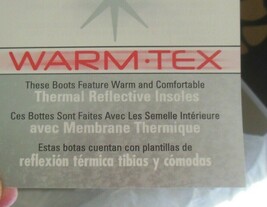 WARM·TEX
These Boots Feature Warm and Comfortable
Thermal Reflective Insoles
Ces Bottes Sont Faites Avec Les Semelle Intérieure
avec Membrane Thermique
Estas botas cuentan con plantillas de
reflexión térmica tibios y cómodas